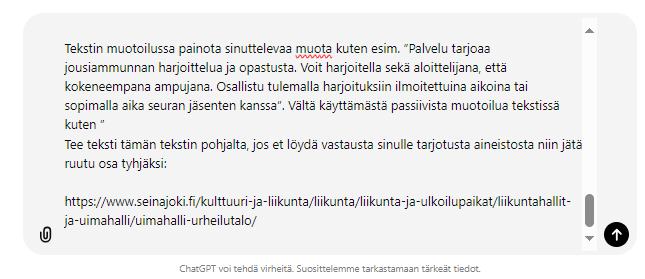 Tekstin muotoilussa painota sinuttelevaa muota kuten esim. "Palvelu tarjoaa
jousiammunnan harjoittelua ja opastusta. Voit harjoitella sekä aloittelijana, että
kokeneempana ampujana. Osallistu tulemalla harjoituksiin ilmoitettuina aikoina tai
sopimalla aika seuran jäsenten kanssa". Vältä käyttämästä passiivista muotoilua tekstissä
kuten "
Tee teksti tämän tekstin pohjalta, jos et löydä vastausta sinulle tarjotusta aineistosta niin jätä
ruutu osa tyhjäksi:
https://www.seinajoki.fi/kulttuuri-ja-liikunta/liikunta/liikunta-ja-ulkoilupaikat/liikuntahallit-
ja-uimahalli/uimahalli-urheilutalo/
ChatGPT voi tehdä virheitä. Suosittelemme tarkastamaan tärkeät tiedot.